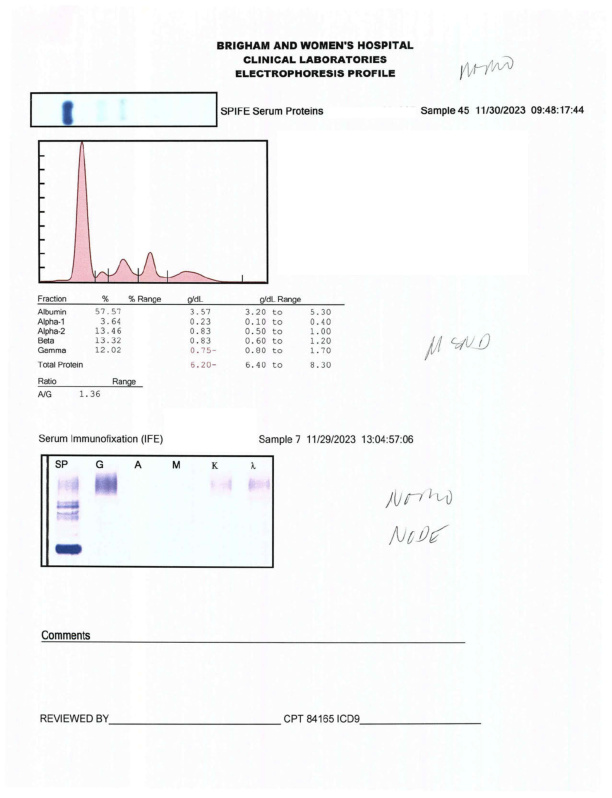 BRIGHAM AND WOMEN'S HOSPITAL
CLINICAL LABORATORIES
ELECTROPHORESIS PROFILE
nomo
SPIFE Serum Proteins Sample 45 11/30/2023 09:48:17:44
Fraction % % Range g/dL g/dL Range
Albumin 57.57 3.57 3.20 to 5.30
Alpha-1 3.64 0.23 0.10 to 0.40
Alpha-2 13.46 0.83 0.50 to 1.00
Beta 13.32 0.83 0.60 to 1.20
Gamma 12.02 0.75- 0.80 to 1.70
Total Protein 6.20- 6.40 to 8.30
Ratio Range
A/G 1.36
Serum Immunofixation (IFE) Sample 7 11/29/2023 13:04:57:06
SP G A M K λ
Nomo
NODE
Comments
REVIEWED BY CPT 84165 ICD9